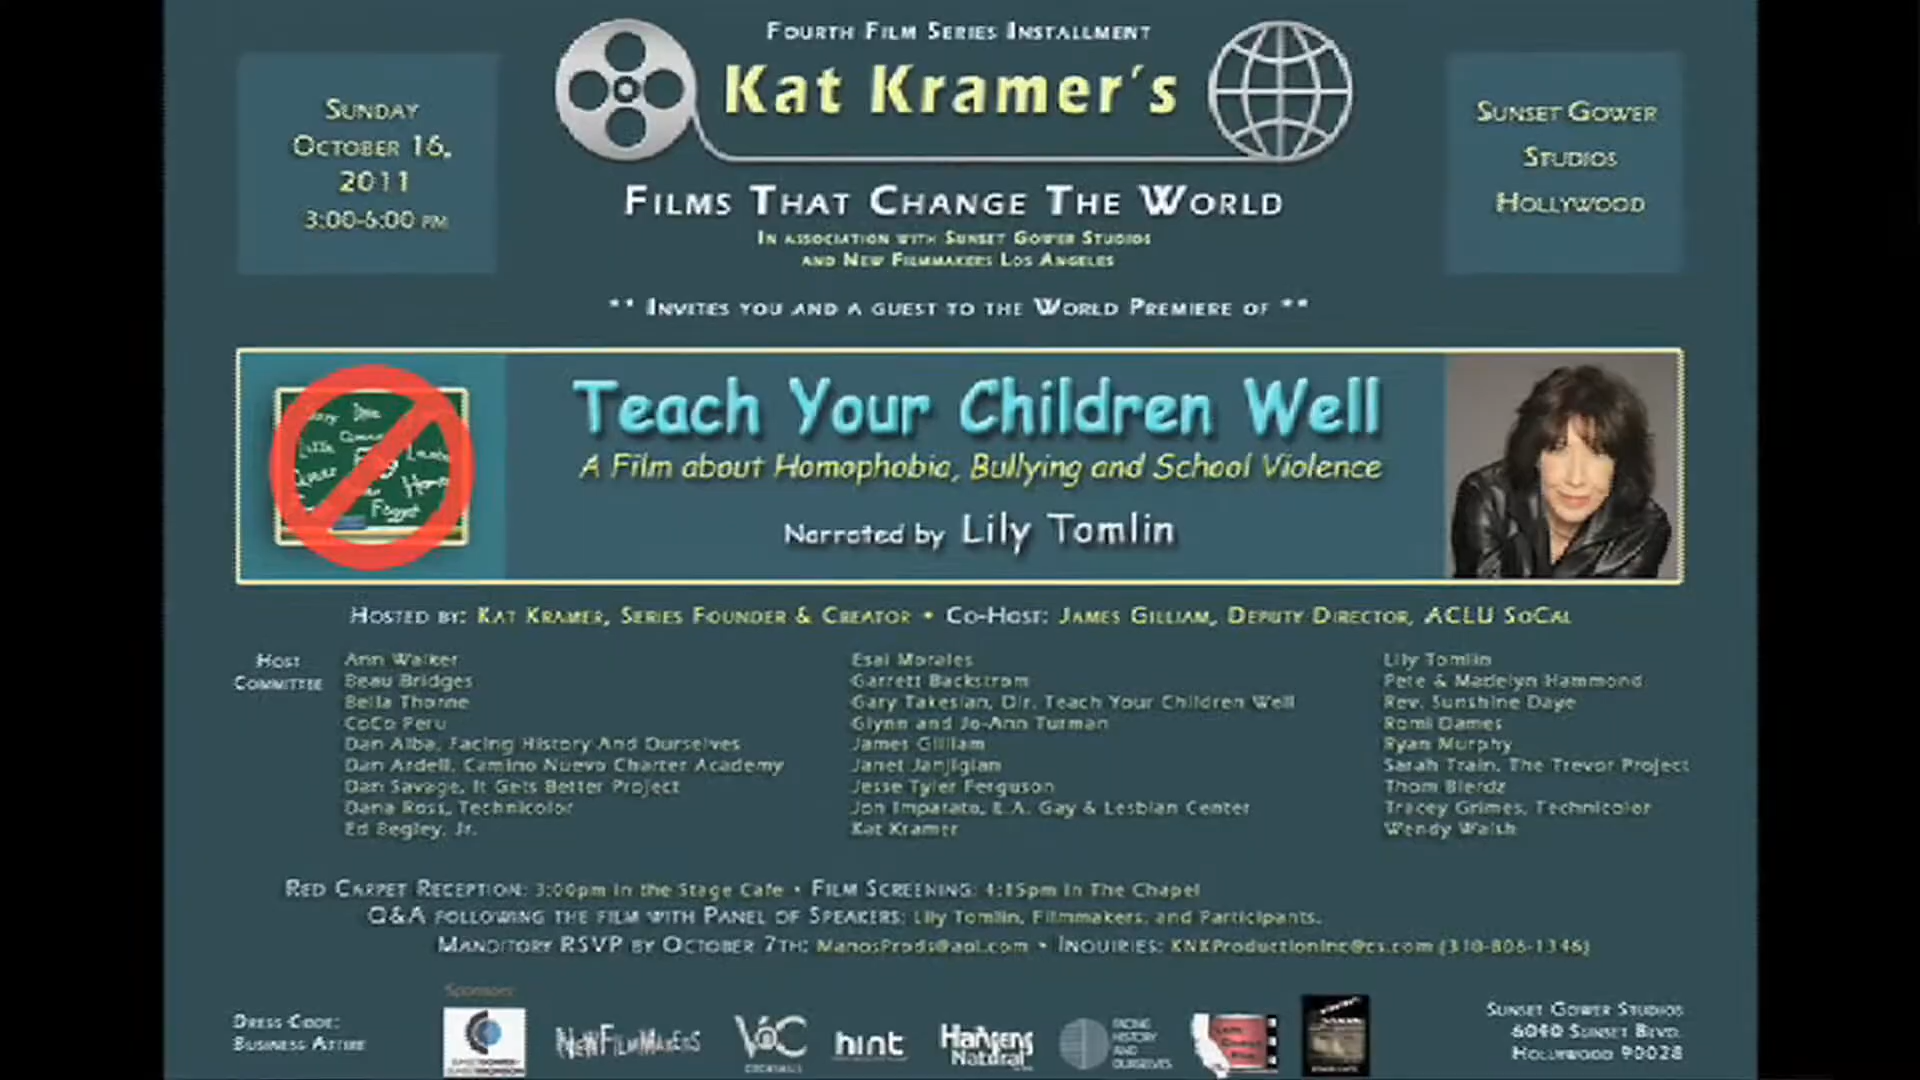 Fourth Film Series Installment
Kat Kramer's
Films That Change The World
In association with Sunset Gower Studios
and New Filmmakers Los Angeles
Sunday
October 16,
2011
3:00-6:00 pm
Sunset Gower
Studios
Hollywood
** Invites you and a guest to the World Premiere of **
Teach Your Children Well
A Film about Homophobia, Bullying and School Violence
Narrated by Lily Tomlin
Hosted by: Kat Kramer, Series Founder & Creator • Co-Host: James Gilliam, Deputy Director, ACLU SoCal
Host
Committee
Ann Walker
Beau Bridges
Bella Thorne
CoCo Peru
Dan Alba, Facing History And Ourselves
Dan Ardell, Camino Nuevo Charter Academy
Dan Savage, It Gets Better Project
Dana Ross, Technicolor
Ed Begley, Jr.
Esai Morales
Garrett Backstrom
Gary Takesian, Dir. Teach Your Children Well
Glynn and Jo-Ann Turman
James Gilliam
Janet Janjigian
Jesse Tyler Ferguson
Jon Imparato, L.A. Gay & Lesbian Center
Kat Kramer
Lily Tomlin
Pete & Madelyn Hammond
Rev. Sunshine Daye
Romi Dames
Ryan Murphy
Sarah Train, The Trevor Project
Thom Bierdz
Tracey Grimes, Technicolor
Wendy Walsh
Red Carpet Reception: 3:00pm in the Stage Cafe • Film Screening: 4:15pm in The Chapel
Q&A following the film with Panel of Speakers: Lily Tomlin, Filmmakers, and Participants.
Manditory RSVP by October 7th: ManosProds@aol.com • Inquiries: KNKProductionInc@cs.com (310-806-1346)
Sponsors:
Dress Code:
Business Attire
NewFilmMakers
hint
Hansens
Natural
Facing
History
and
Ourselves
Sunset Gower Studios
6040 Sunset Blvd.
Hollywood 90028